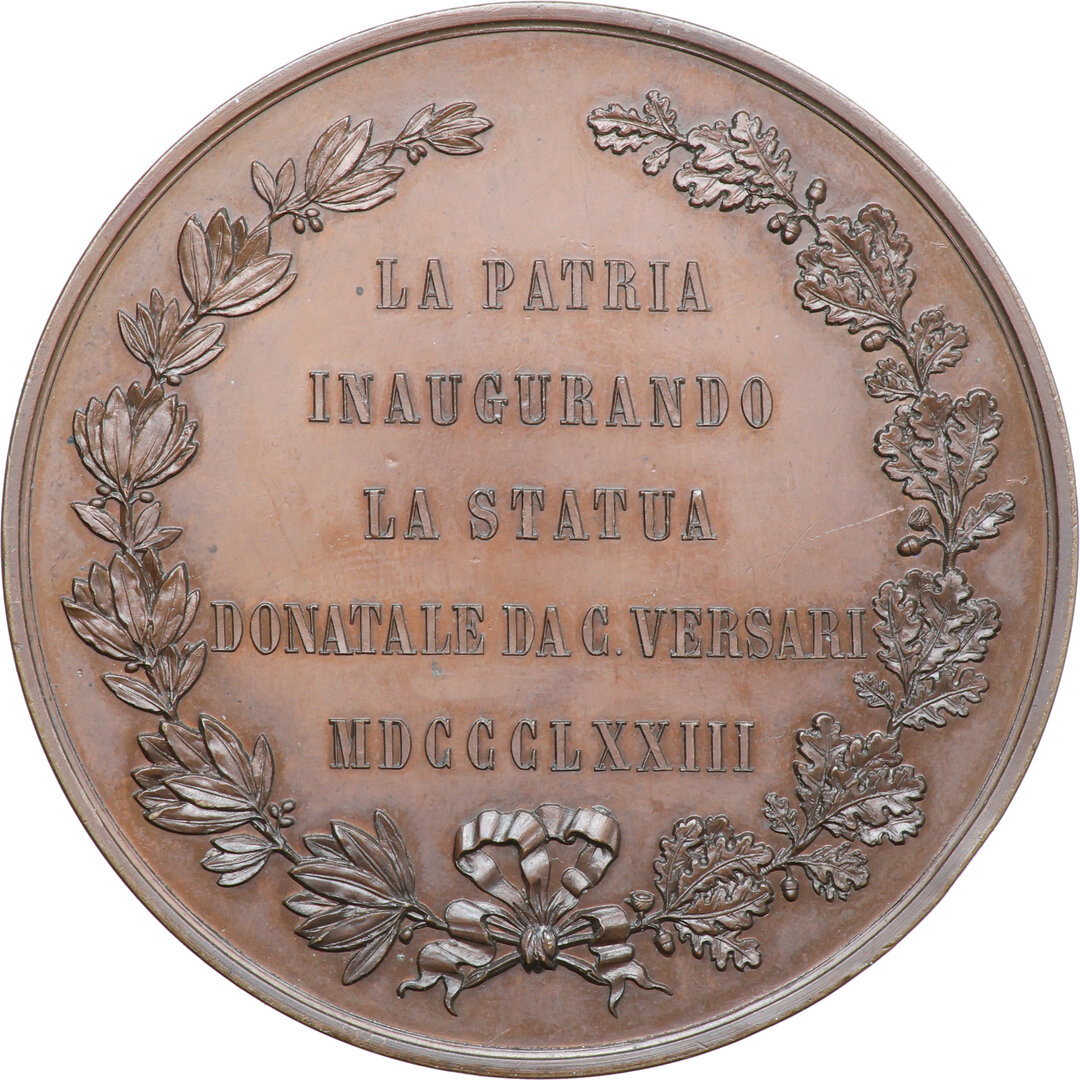 LA PATRIA
INAUGURANDO
LA STATUA
DONATALE DA C. VERSARI
MDCCCLXXIII